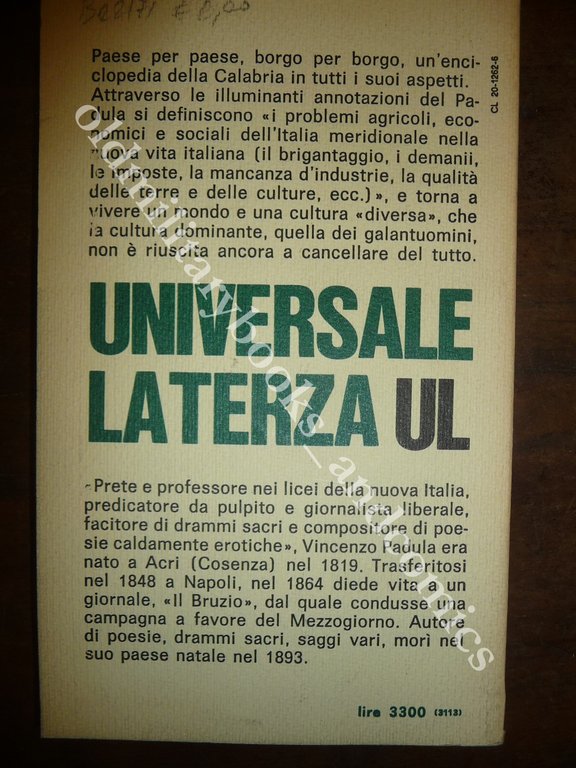 Paese per paese, borgo per borgo, un'enci-
clopedia della Calabria in tutti i suoi aspetti.
Attraverso le illuminanti annotazioni del Pa-
dula si definiscono «i problemi agricoli, eco-
nomici e sociali dell'Italia meridionale nella
nuova vita italiana (il brigantaggio, i demanii,
le imposte, la mancanza d'industrie, la qualità
delle terre e delle culture, ecc.)», e torna a
vivere un mondo e una cultura «diversa», che
la cultura dominante, quella dei galantuomini,
non è riuscita ancora a cancellare del tutto.
CL 20-1262-6
UNIVERSALE
LATERZA UL
«Prete e professore nei licei della nuova Italia,
predicatore da pulpito e giornalista liberale,
facitore di drammi sacri e compositore di poe-
sie caldamente erotiche», Vincenzo Padula era
nato a Acri (Cosenza) nel 1819. Trasferitosi
nel 1848 a Napoli, nel 1864 diede vita a un
giornale, «Il Bruzio», dal quale condusse una
campagna a favore del Mezzogiorno. Autore
di poesie, drammi sacri, saggi vari, morì nel
suo paese natale nel 1893.
lire 3300 (3113)
oldmilitarybooks_andcomics